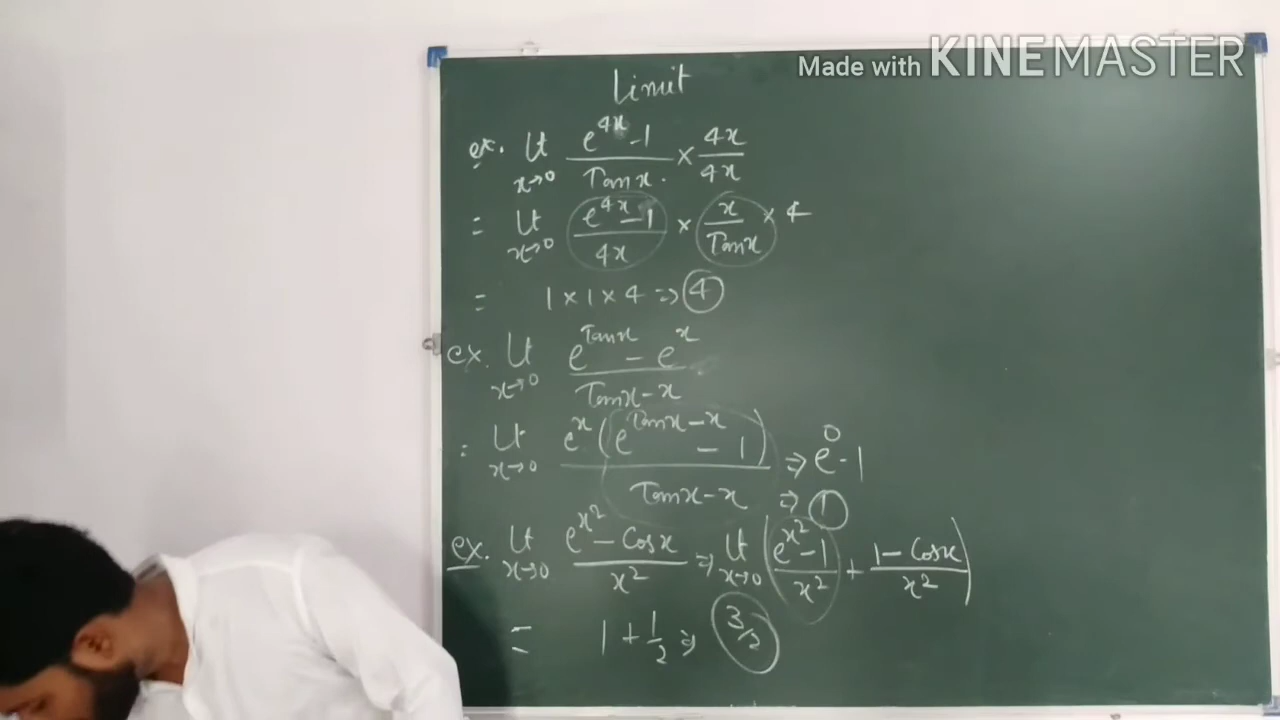 Made with KINEMASTER
Limit
ex. Lt x→0 (e^4x - 1)/(Tan x) × 4x/4x
= Lt x→0 (e^4x - 1)/(4x) × x/(Tan x) × 4
= 1 × 1 × 4 ⇒ 4
ex. Lt x→0 (e^Tan x - e^x)/(Tan x - x)
= Lt x→0 e^x (e^(Tan x - x) - 1)/(Tan x - x) ⇒ e^0 · 1
⇒ 1
ex. Lt x→0 (e^x² - Cos x)/x² ⇒ Lt x→0 ((e^x² - 1)/x² + (1 - Cos x)/x²)
= 1 + 1/2 ⇒ 3/2